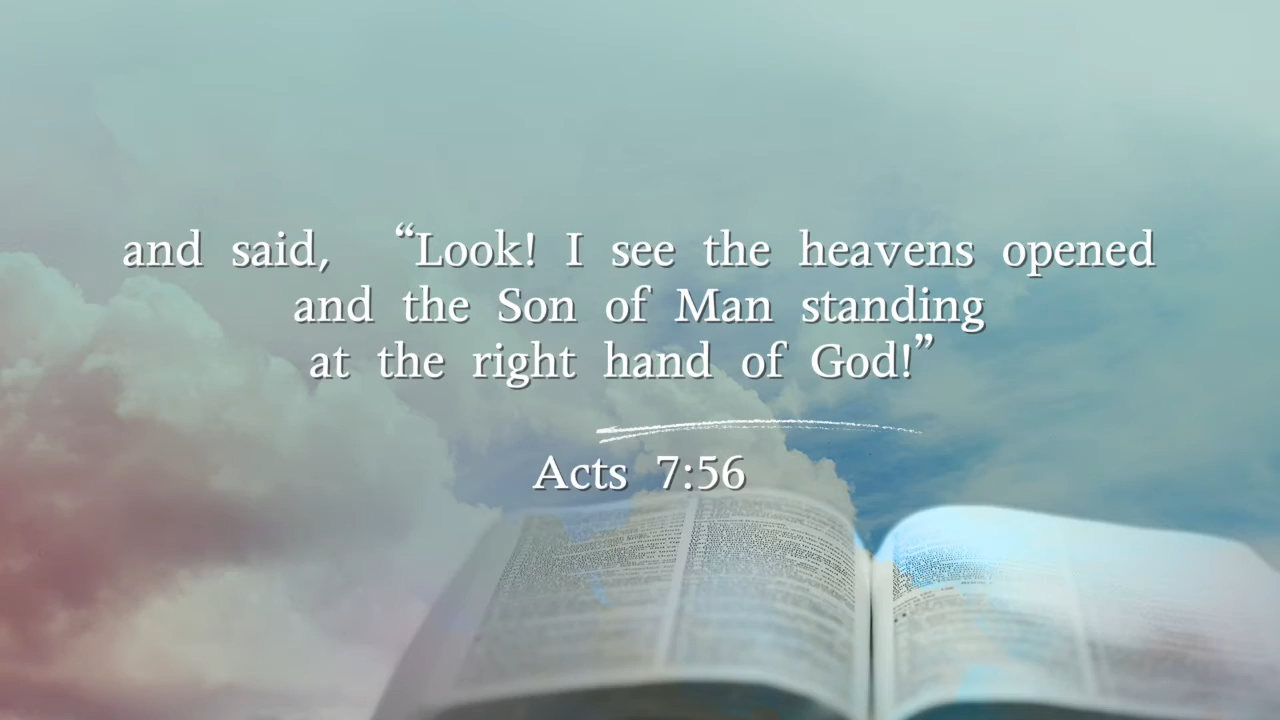 and said, “Look! I see the heavens opened
and the Son of Man standing
at the right hand of God!”
Acts 7:56